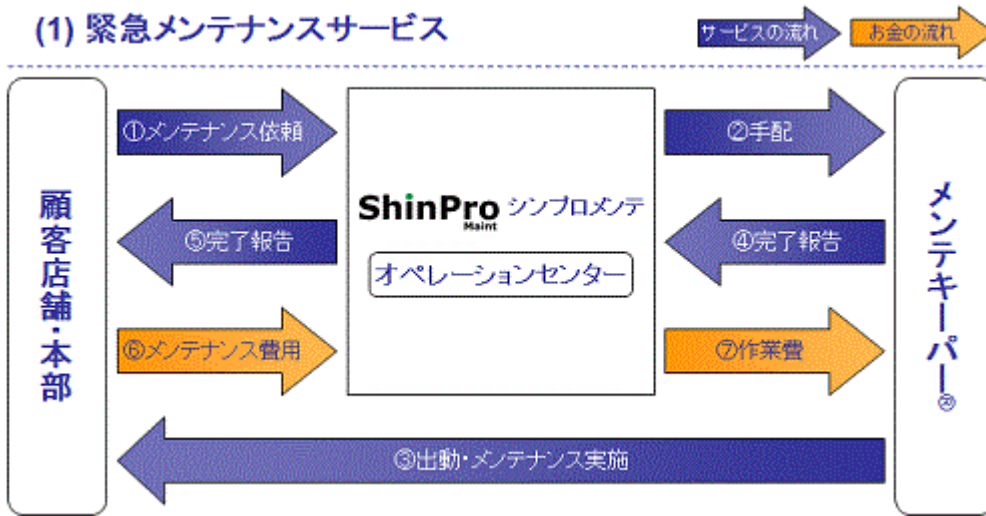 (1) 緊急メンテナンスサービス
サービスの流れ
お金の流れ
顧客店舗・本部
①メンテナンス依頼
②手配
ShinPro シンプロメンテ
Maint
オペレーションセンター
⑤完了報告
④完了報告
⑥メンテナンス費用
⑦作業費
③出動・メンテナンス実施
メンテキーパー®